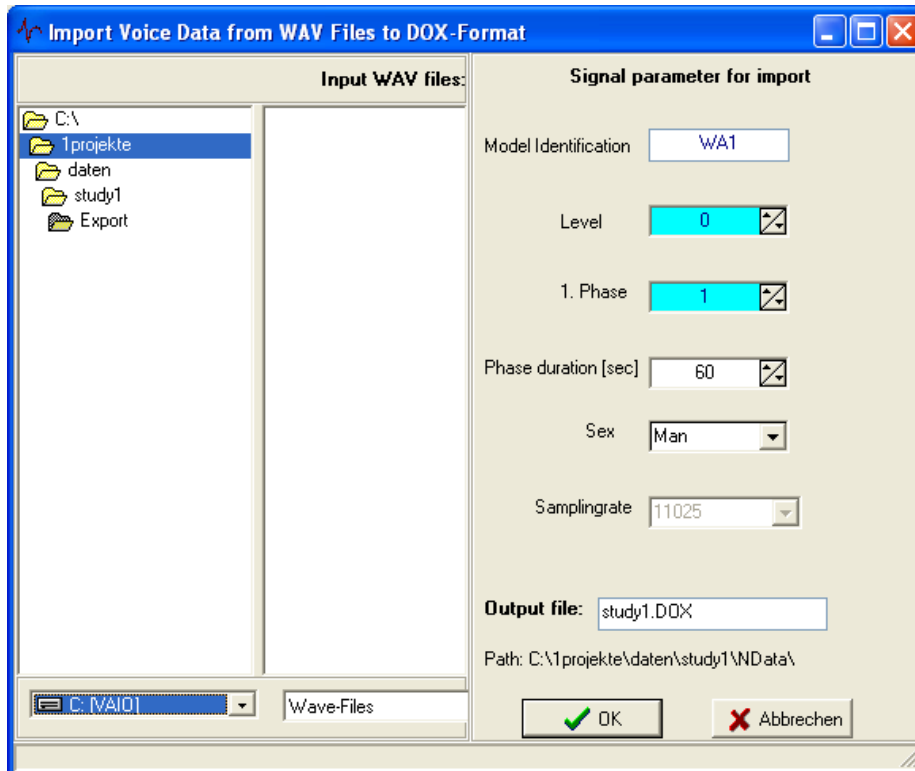 Import Voice Data from WAV Files to DOX-Format
Input WAV files:
C:\
1projekte
daten
study1
Export
C: [VAIO]
Wave-Files
Signal parameter for import
Model Identification WA1
Level 0
1. Phase 1
Phase duration [sec] 60
Sex Man
Samplingrate 11025
Output file: study1.DOX
Path: C:\1projekte\daten\study1\NData\
OK Abbrechen